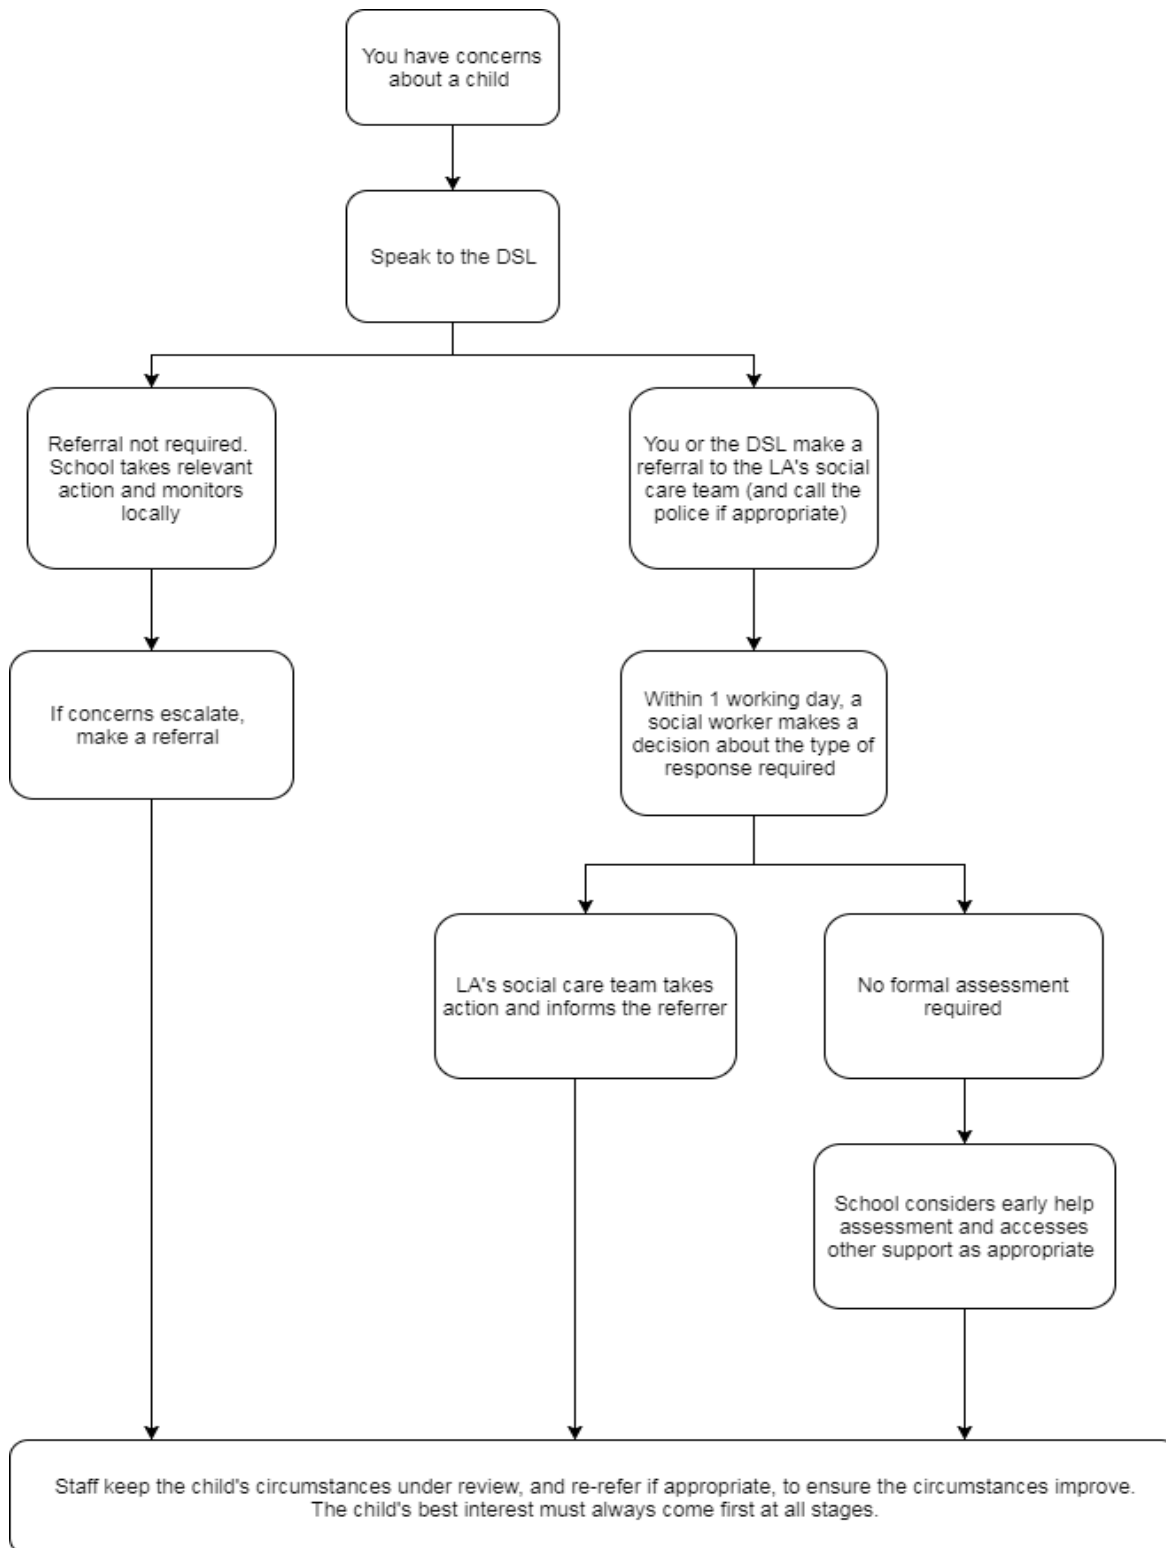 You have concerns
about a child
Speak to the DSL
Referral not required.
School takes relevant
action and monitors
locally
You or the DSL make a
referral to the LA's social
care team (and call the
police if appropriate)
If concerns escalate,
make a referral
Within 1 working day, a
social worker makes a
decision about the type of
response required
LA's social care team takes
action and informs the referrer
No formal assessment
required
School considers early help
assessment and accesses
other support as appropriate
Staff keep the child's circumstances under review, and re-refer if appropriate, to ensure the circumstances improve.
The child's best interest must always come first at all stages.